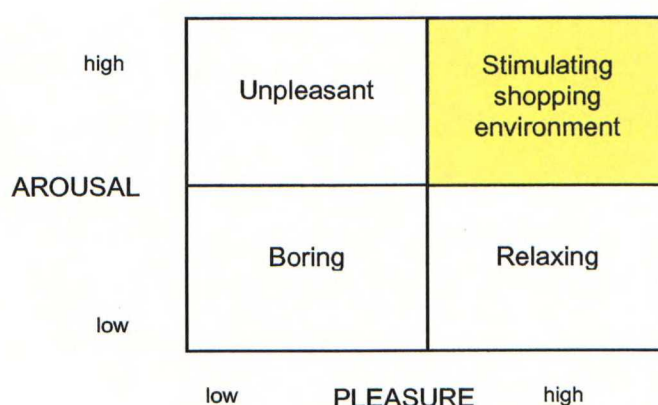 high
Unpleasant
Stimulating
shopping
environment
AROUSAL
Boring
Relaxing
low
low PLEASURE high